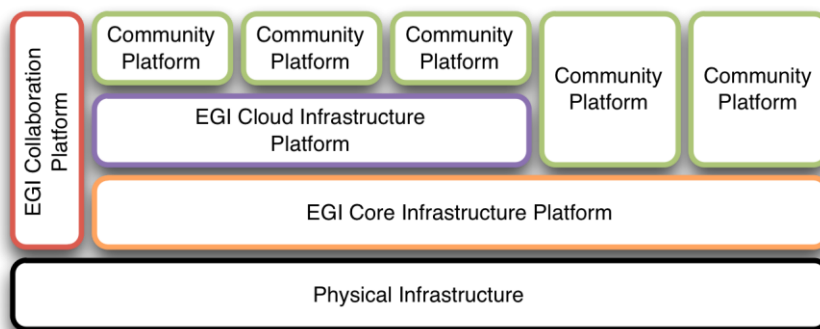 EGI Collaboration
Platform
Community
Platform
Community
Platform
Community
Platform
Community
Platform
Community
Platform
EGI Cloud Infrastructure
Platform
EGI Core Infrastructure Platform
Physical Infrastructure